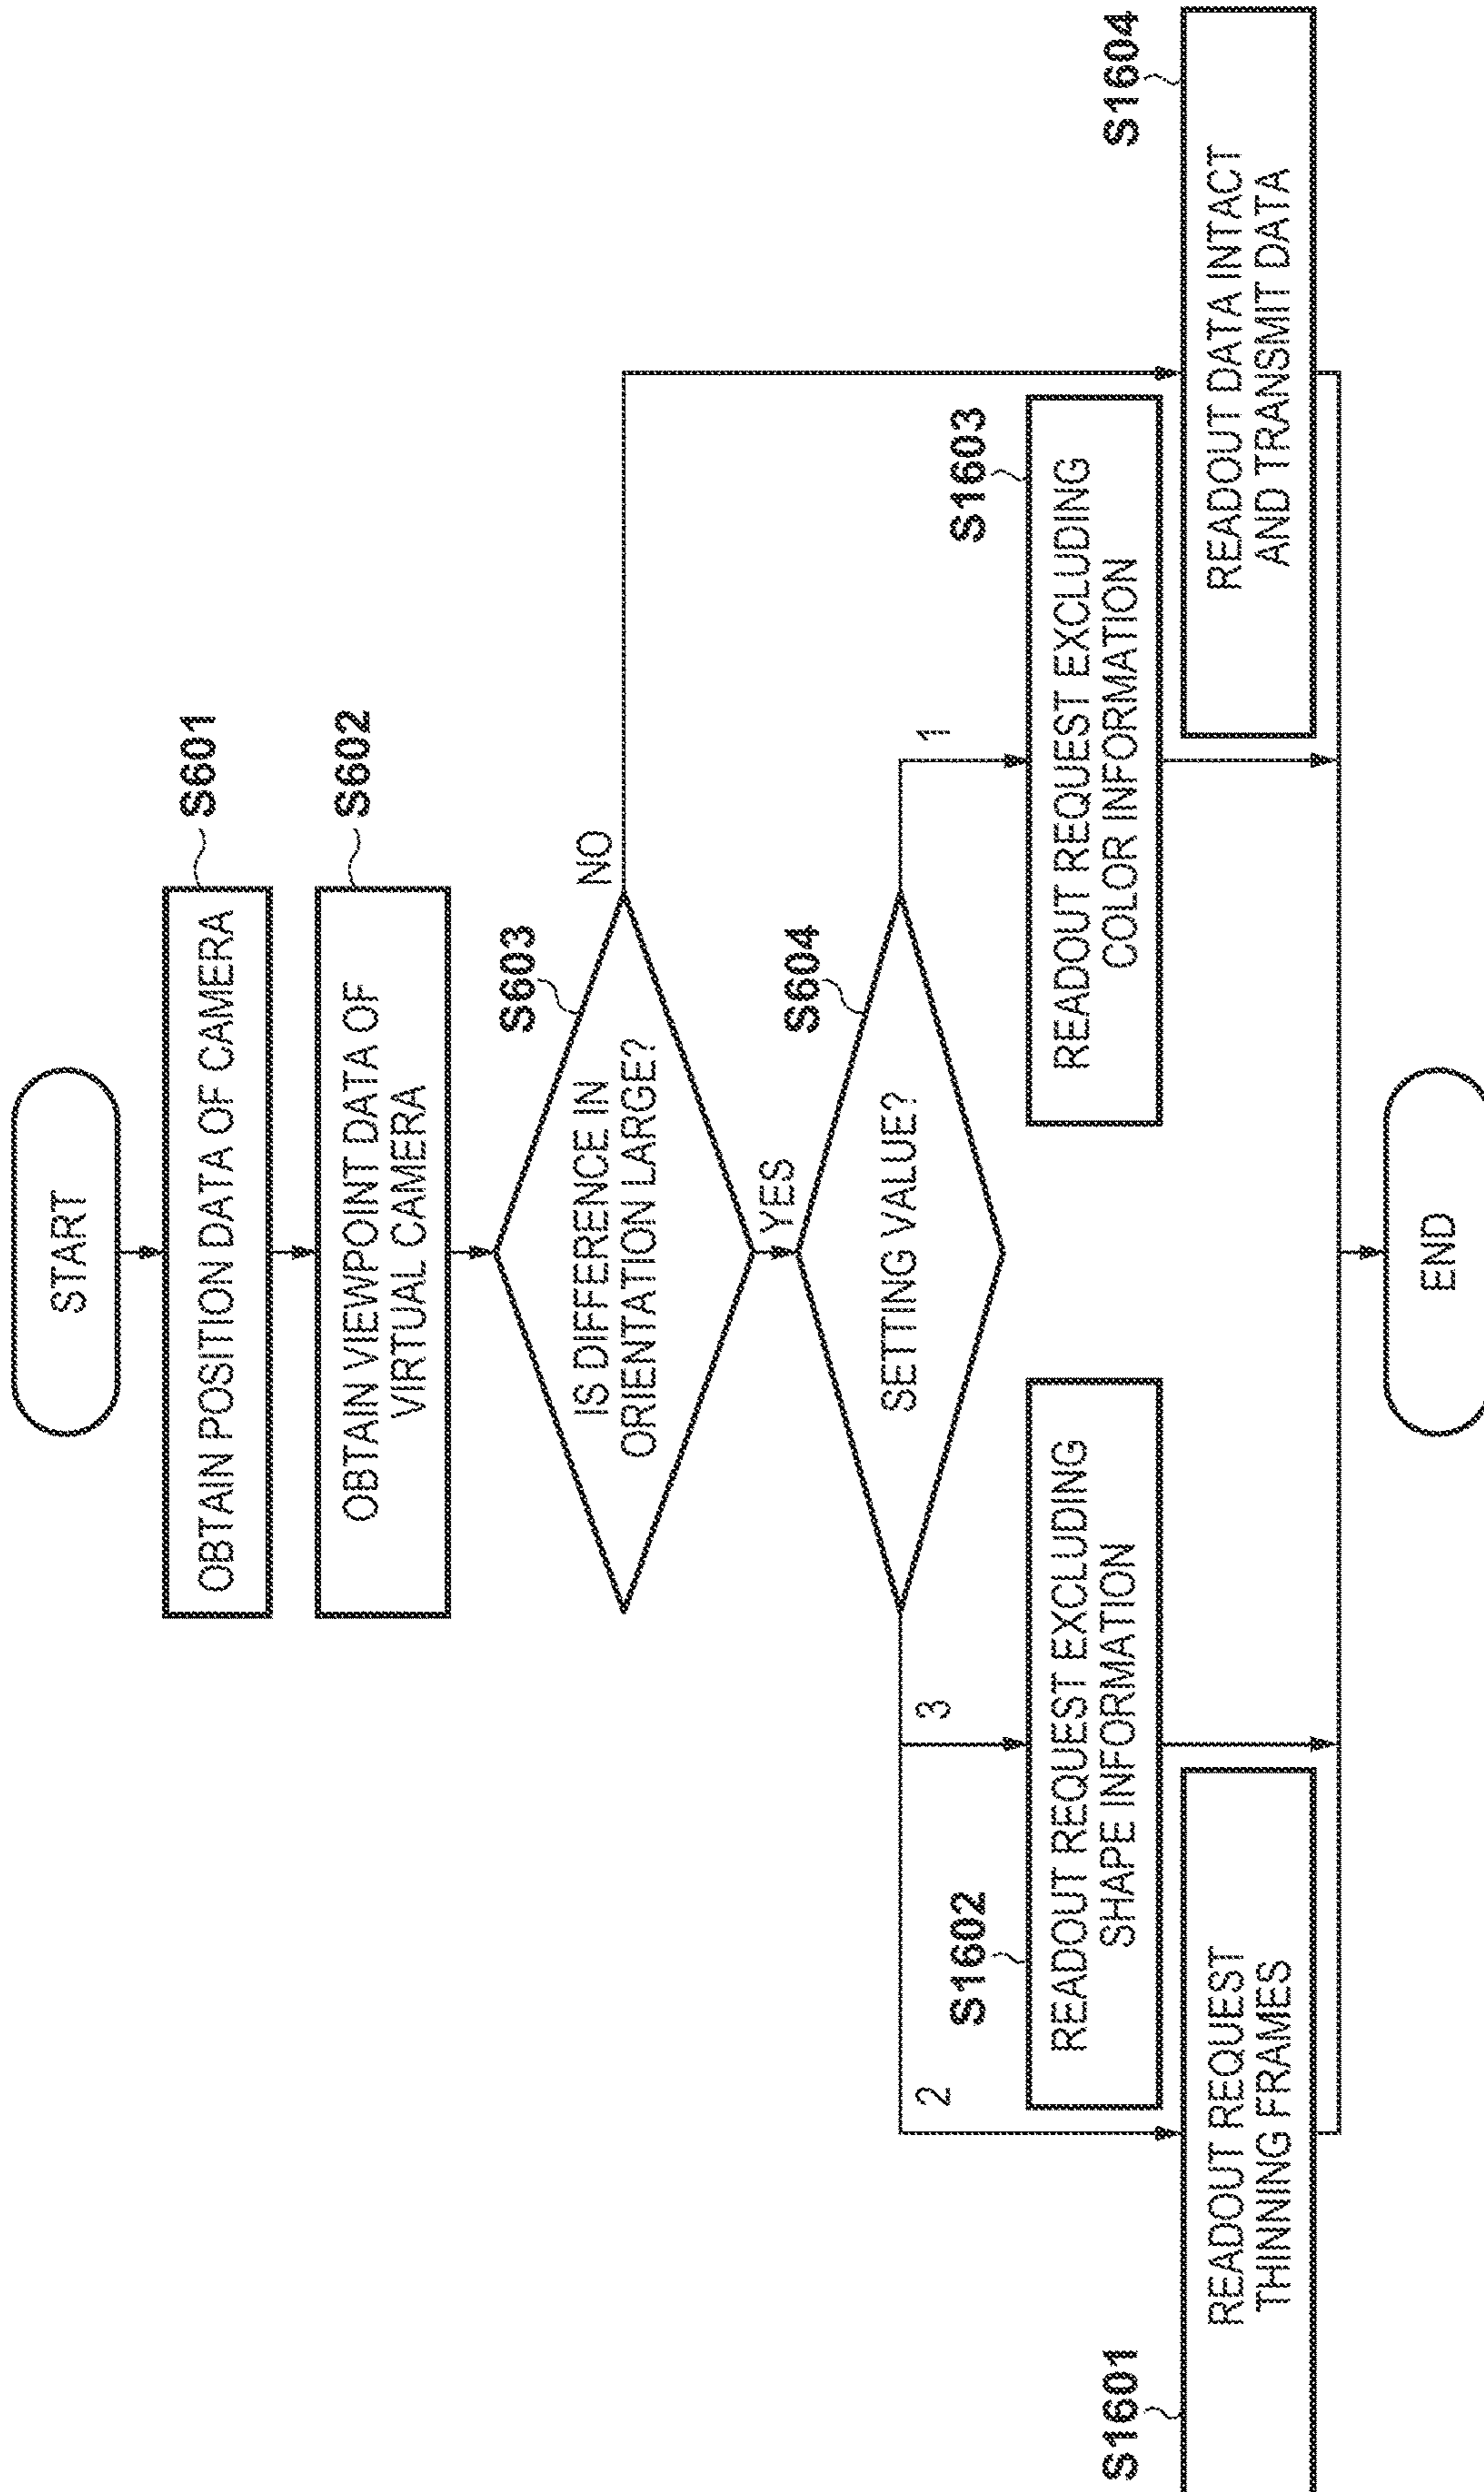 START
OBTAIN POSITION DATA OF CAMERA
S601
OBTAIN VIEWPOINT DATA OF
VIRTUAL CAMERA
S602
IS DIFFERENCE IN
ORIENTATION LARGE?
S603
NO
YES
SETTING VALUE?
S604
2
3
1
S1602
READOUT REQUEST EXCLUDING
SHAPE INFORMATION
S1603
READOUT REQUEST EXCLUDING
COLOR INFORMATION
S1601
READOUT REQUEST
THINNING FRAMES
S1604
READOUT DATA INTACT
AND TRANSMIT DATA
END